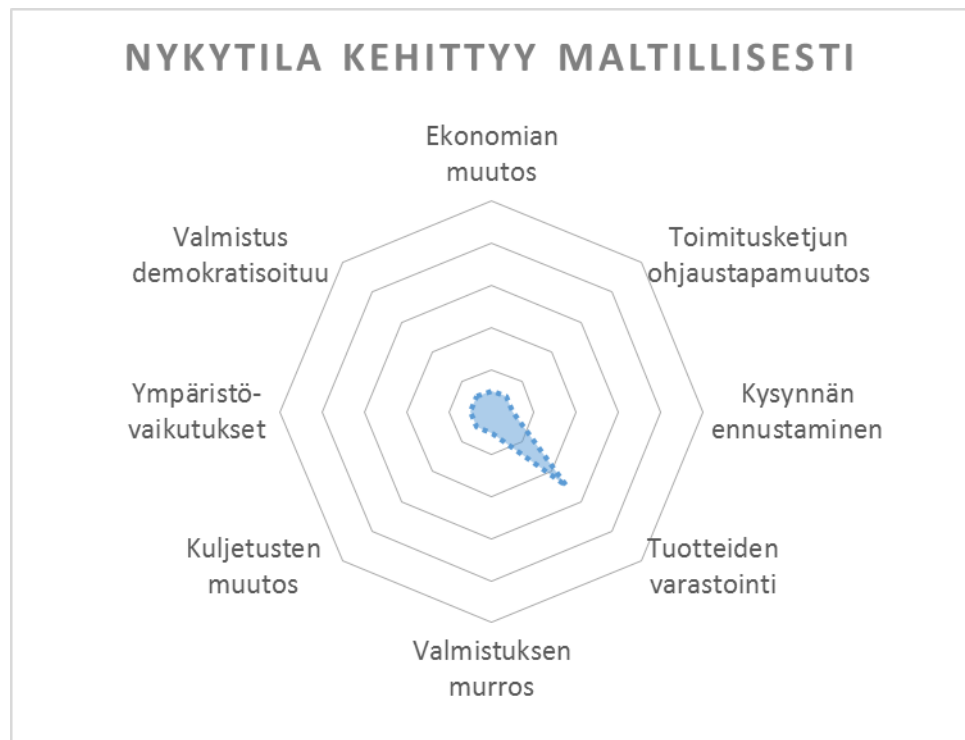 NYKYTILA KEHITTYY MALTILLISESTI
Ekonomian
muutos
Toimitusketjun
ohjaustapamuutos
Kysynnän
ennustaminen
Tuotteiden
varastointi
Valmistuksen
murros
Kuljetusten
muutos
Ympäristö-
vaikutukset
Valmistus
demokratisoituu